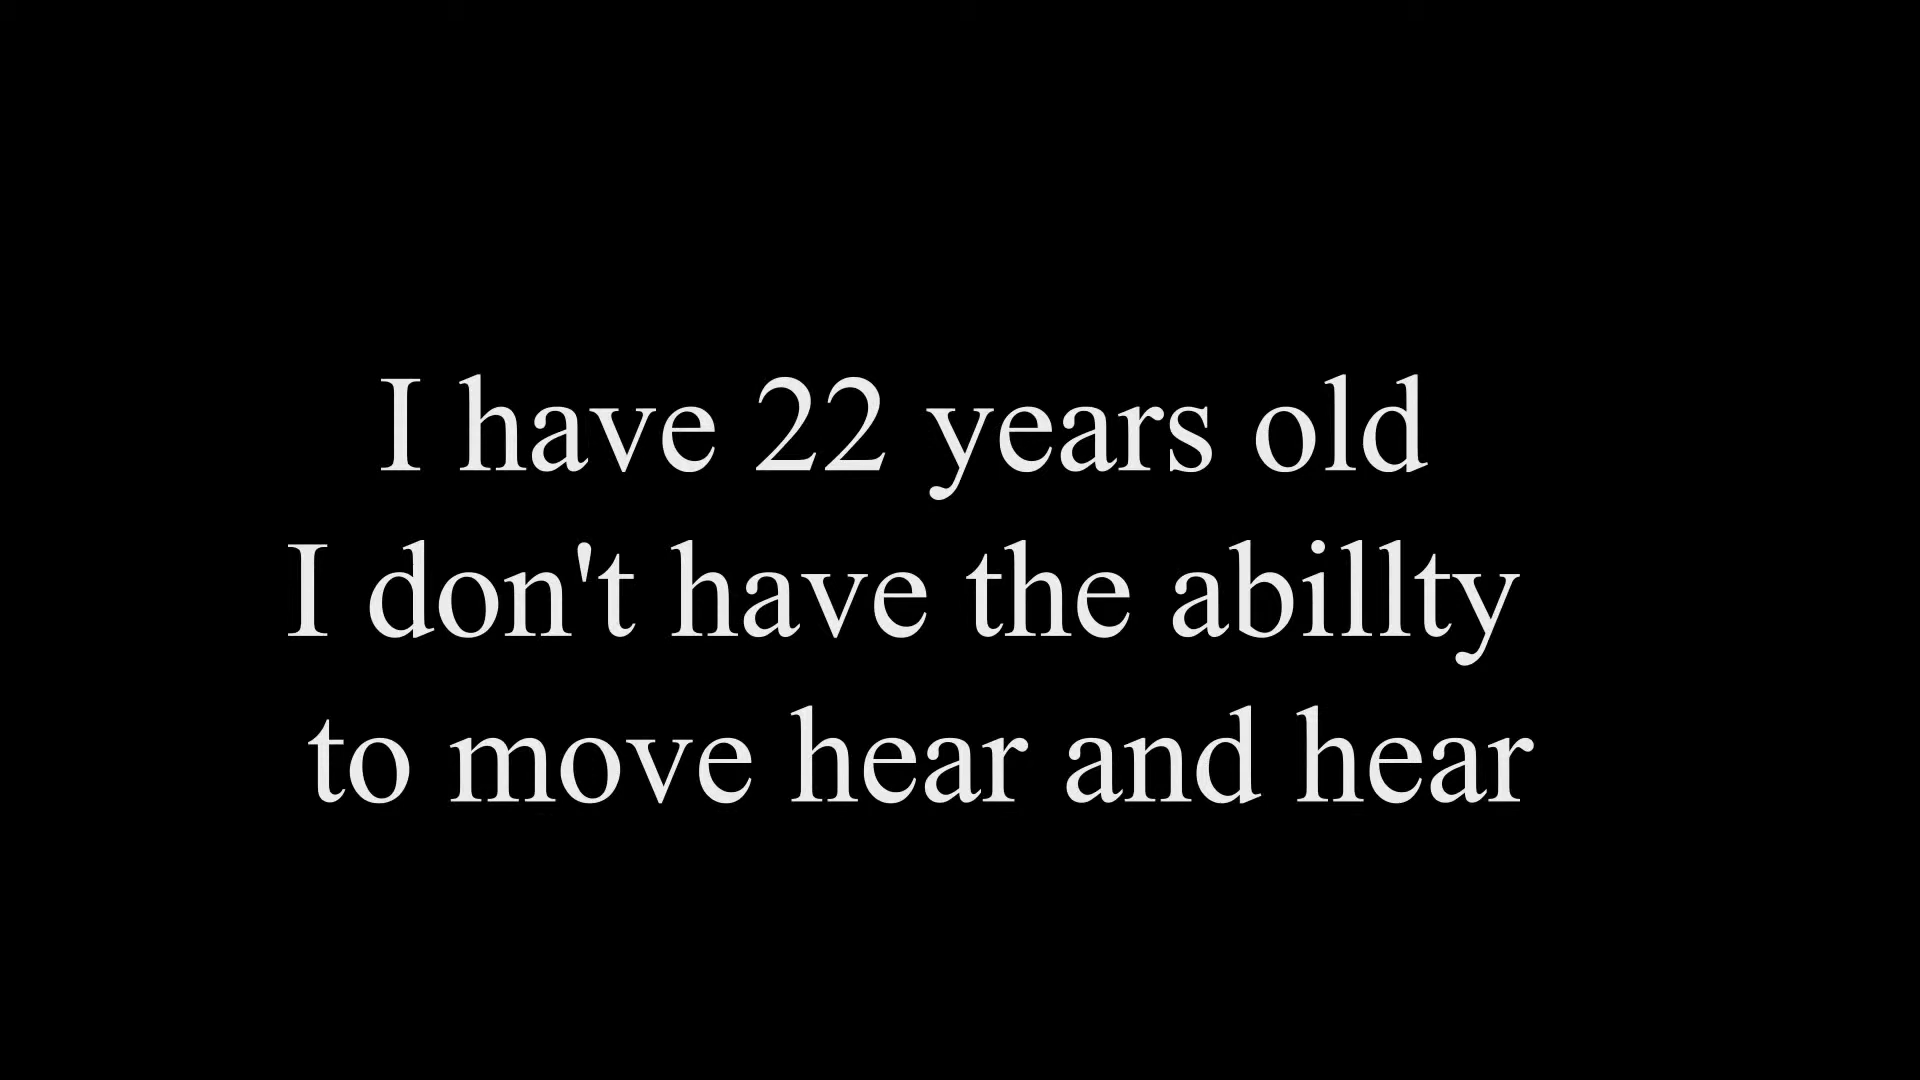 I have 22 years old
I don't have the abillty
to move hear and hear